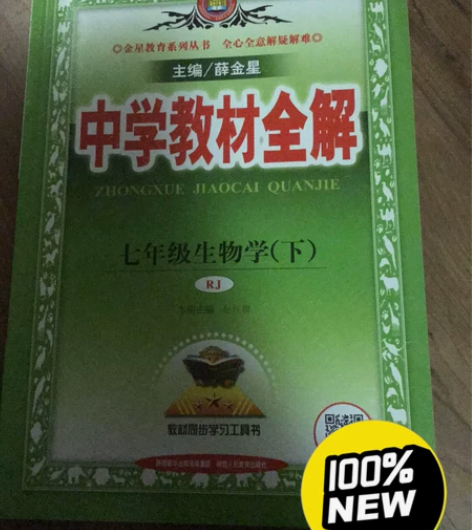 ◇金星教育系列丛书 全心全意解疑解难◇
主编/薛金星
中学教材全解
ZHONGXUE JIAOCAI QUANJIE
七年级生物学(下)
RJ
教材同步学习工具书
100%
NEW